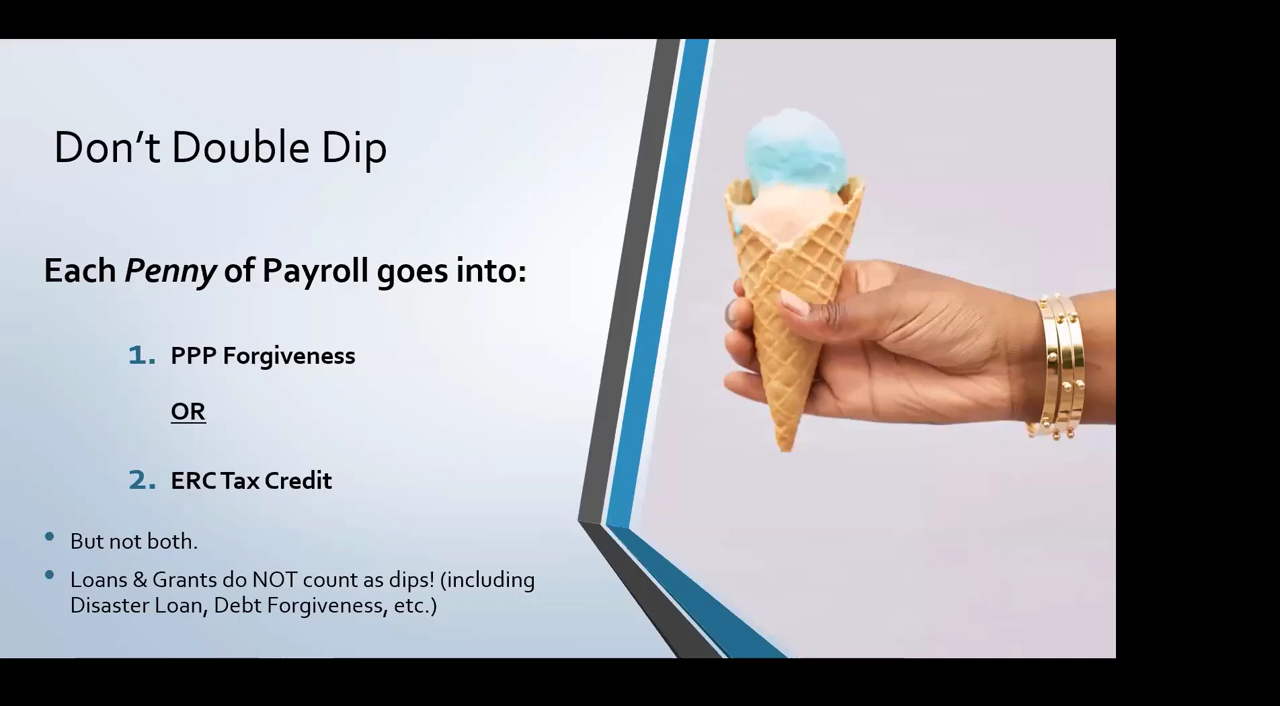 Don’t Double Dip
Each Penny of Payroll goes into:
1. PPP Forgiveness
OR
2. ERC Tax Credit
• But not both.
• Loans & Grants do NOT count as dips! (including
Disaster Loan, Debt Forgiveness, etc.)